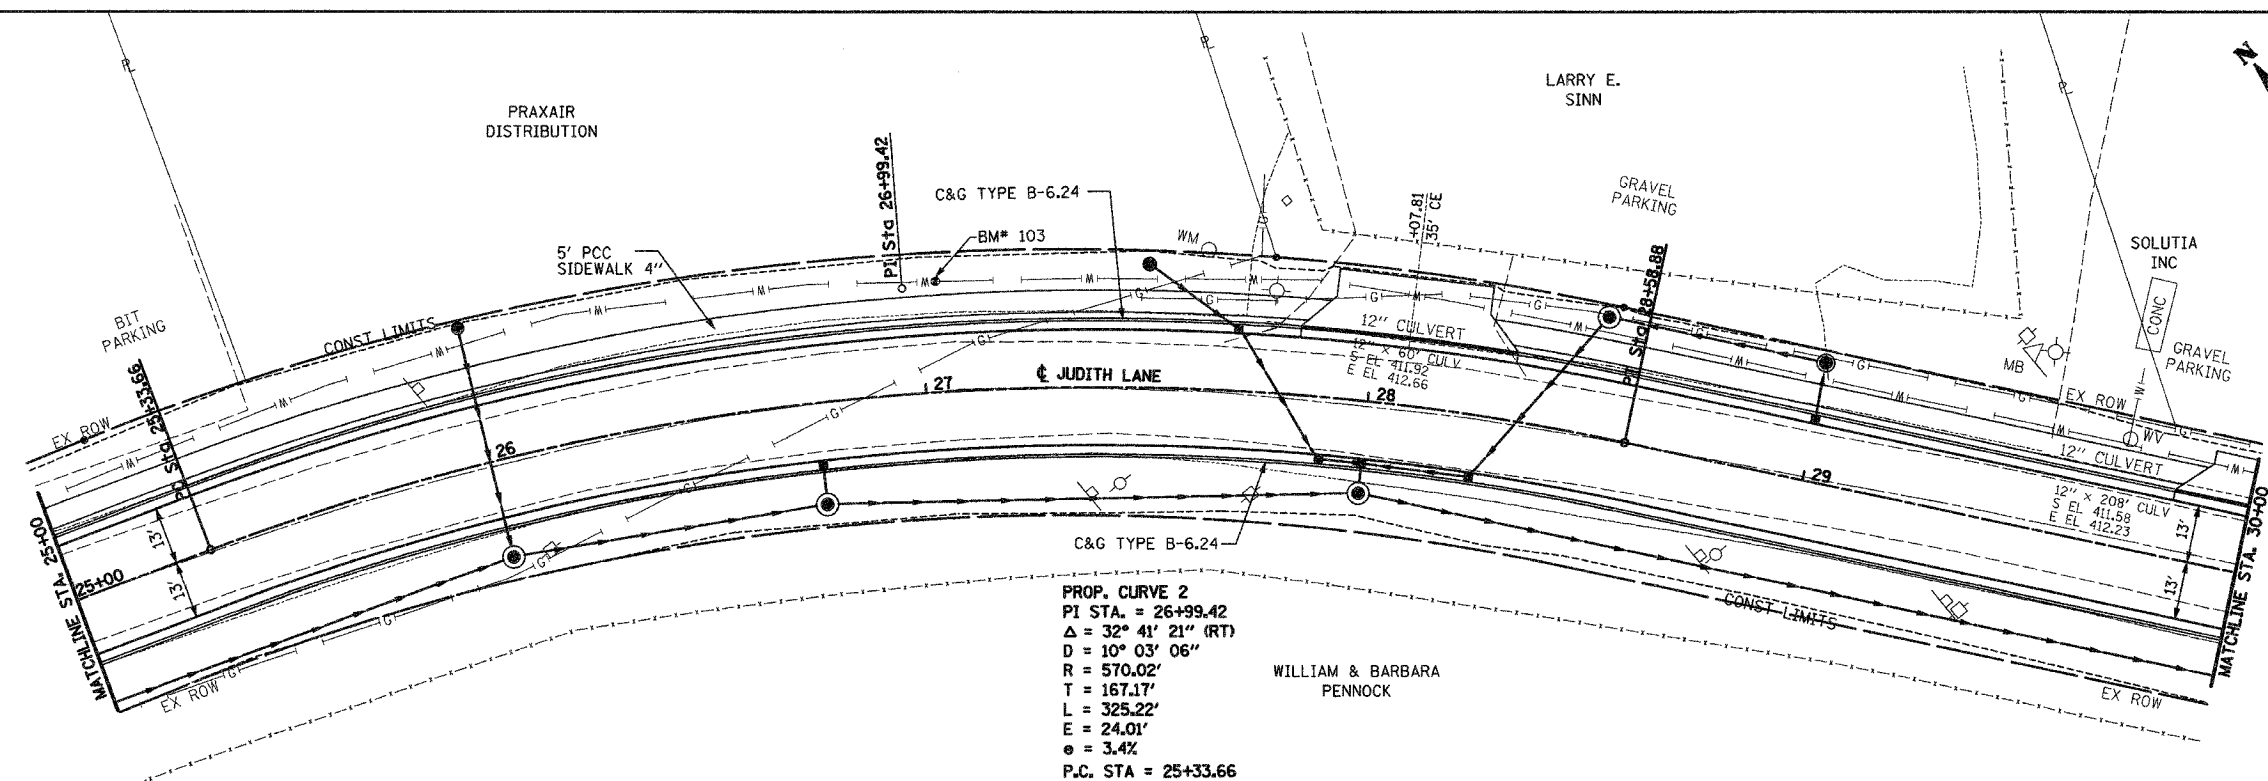 PRAXAIR
DISTRIBUTION
LARRY E.
SINN
N
PI Sta 26+99.42
C&G TYPE B-6.24
BM# 103
5' PCC
SIDEWALK 4"
WM
+07.81
35' CE
GRAVEL
PARKING
SOLUTIA
INC
CONC
GRAVEL
PARKING
MB
WV
BIT
PARKING
CONST LIMITS
EX ROW
PC Sta 25+33.66
PT Sta 28+58.88
12" CULVERT
12" X 60' CULV
S EL 411.92
E EL 412.66
EX ROW
12" CULVERT
12" X 208' CULV
S EL 411.58
E EL 412.23
℄ JUDITH LANE
25+00
26
27
28
29
13'
13'
13'
13'
MATCHLINE STA. 25+00
MATCHLINE STA. 30+00
EX ROW
C&G TYPE B-6.24
CONST LIMITS
EX ROW
PROP. CURVE 2
PI STA. = 26+99.42
Δ = 32° 41' 21" (RT)
D = 10° 03' 06"
R = 570.02'
T = 167.17'
L = 325.22'
E = 24.01'
e = 3.4%
P.C. STA = 25+33.66
WILLIAM & BARBARA
PENNOCK